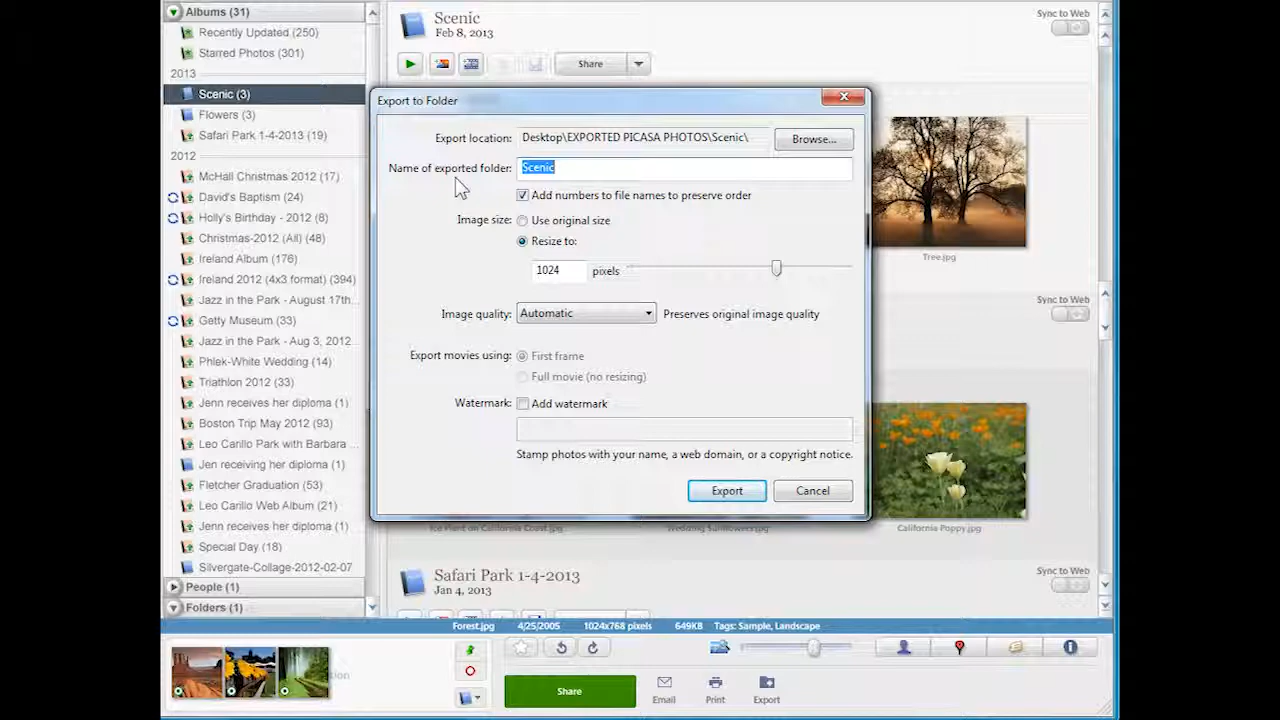 Albums (31)
Recently Updated (250)
Starred Photos (301)
2013
Scenic (3)
Flowers (3)
Safari Park 1-4-2013 (19)
2012
McHall Christmas 2012 (17)
David's Baptism (24)
Holly's Birthday - 2012 (8)
Christmas-2012 (All) (48)
Ireland Album (176)
Ireland 2012 (4x3 format) (394)
Jazz in the Park - August 17th...
Getty Museum (33)
Jazz in the Park - Aug 3, 2012...
Phlek-White Wedding (14)
Triathlon 2012 (33)
Jenn receives her diploma (1)
Boston Trip May 2012 (93)
Leo Carillo Park with Barbara ...
Jen receiving her diploma (1)
Fletcher Graduation (53)
Leo Carillo Web Album (21)
Jenn receives her diploma (1)
Special Day (18)
Silvergate-Collage-2012-02-07
People (1)
Folders (1)
Scenic
Feb 8, 2013
Sync to Web
Share
Export to Folder
Export location: Desktop\EXPORTED PICASA PHOTOS\Scenic\ Browse...
Name of exported folder: Scenic
Add numbers to file names to preserve order
Image size: Use original size
Resize to:
1024 pixels
Image quality: Automatic Preserves original image quality
Export movies using: First frame
Full movie (no resizing)
Watermark: Add watermark
Stamp photos with your name, a web domain, or a copyright notice.
Export Cancel
Tree.jpg
Sync to Web
Ice Plant on California Coast.jpg Wedding Sunflowers.jpg California Poppy.jpg
Safari Park 1-4-2013
Jan 4, 2013
Sync to Web
Forest.jpg 4/25/2005 1024x768 pixels 649KB Tags: Sample, Landscape
Share
Email Print Export